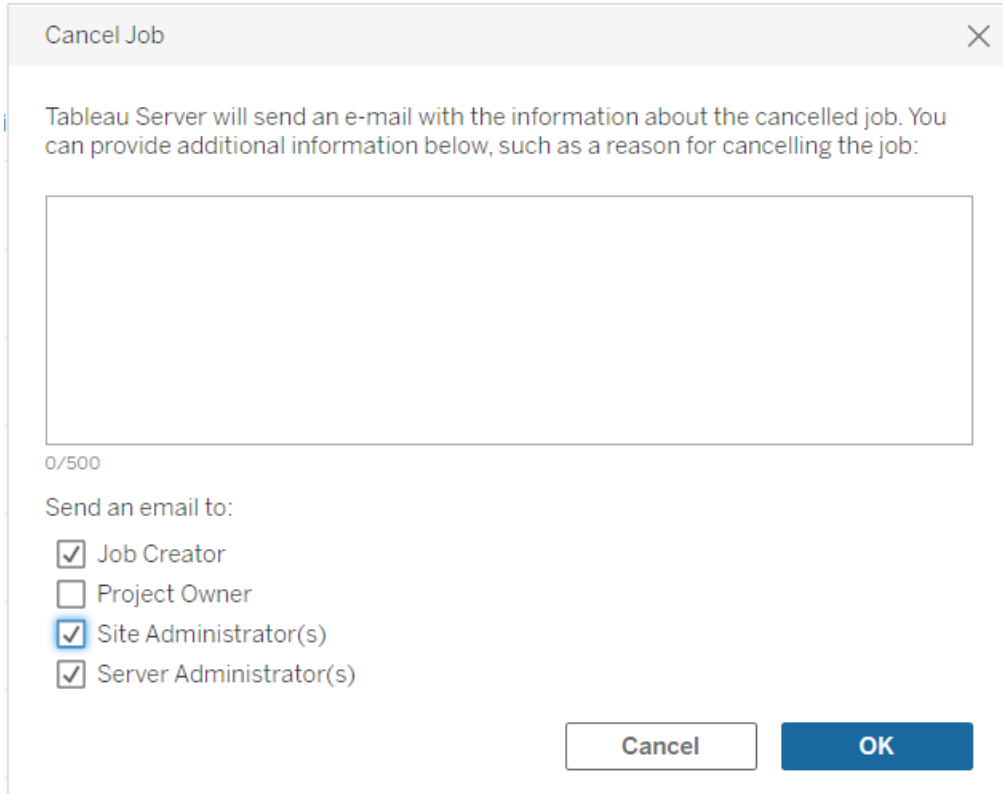 Cancel Job
Tableau Server will send an e-mail with the information about the cancelled job. You
can provide additional information below, such as a reason for cancelling the job:
0/500
Send an email to:
Job Creator
Project Owner
Site Administrator(s)
Server Administrator(s)
Cancel
OK